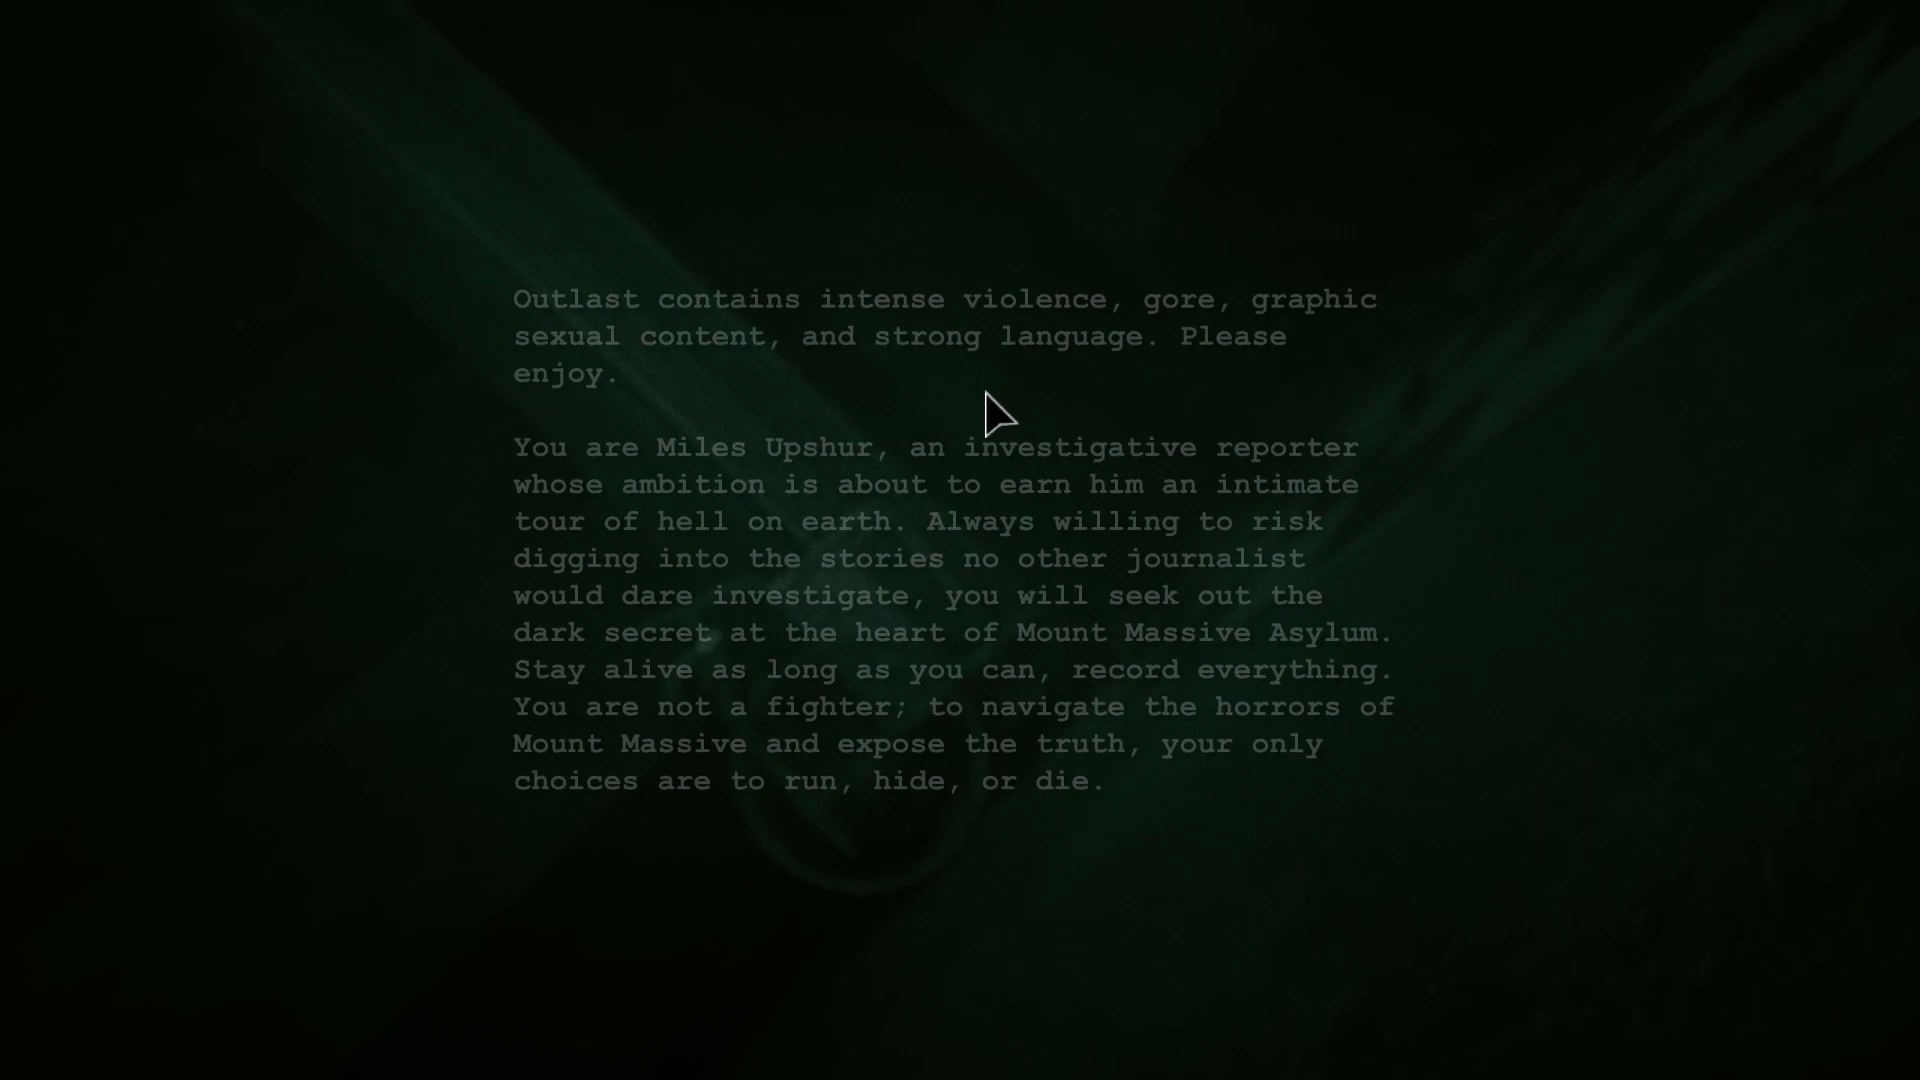 Outlast contains intense violence, gore, graphic
sexual content, and strong language. Please
enjoy.
You are Miles Upshur, an investigative reporter
whose ambition is about to earn him an intimate
tour of hell on earth. Always willing to risk
digging into the stories no other journalist
would dare investigate, you will seek out the
dark secret at the heart of Mount Massive Asylum.
Stay alive as long as you can, record everything.
You are not a fighter; to navigate the horrors of
Mount Massive and expose the truth, your only
choices are to run, hide, or die.